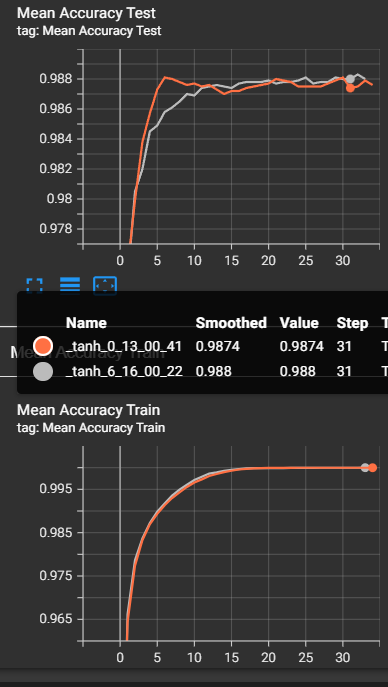 Mean Accuracy Test
tag: Mean Accuracy Test
0.988
0.986
0.984
0.982
0.98
0.978
0 5 10 15 20 25 30
Name Smoothed Value Step T
_tanh_0_13_00_41 0.9874 0.9874 31 T
_tanh_6_16_00_22 0.988 0.988 31 T
Mean Accuracy Train
Mean Accuracy Train
tag: Mean Accuracy Train
0.995
0.985
0.975
0.965
0 5 10 15 20 25 30